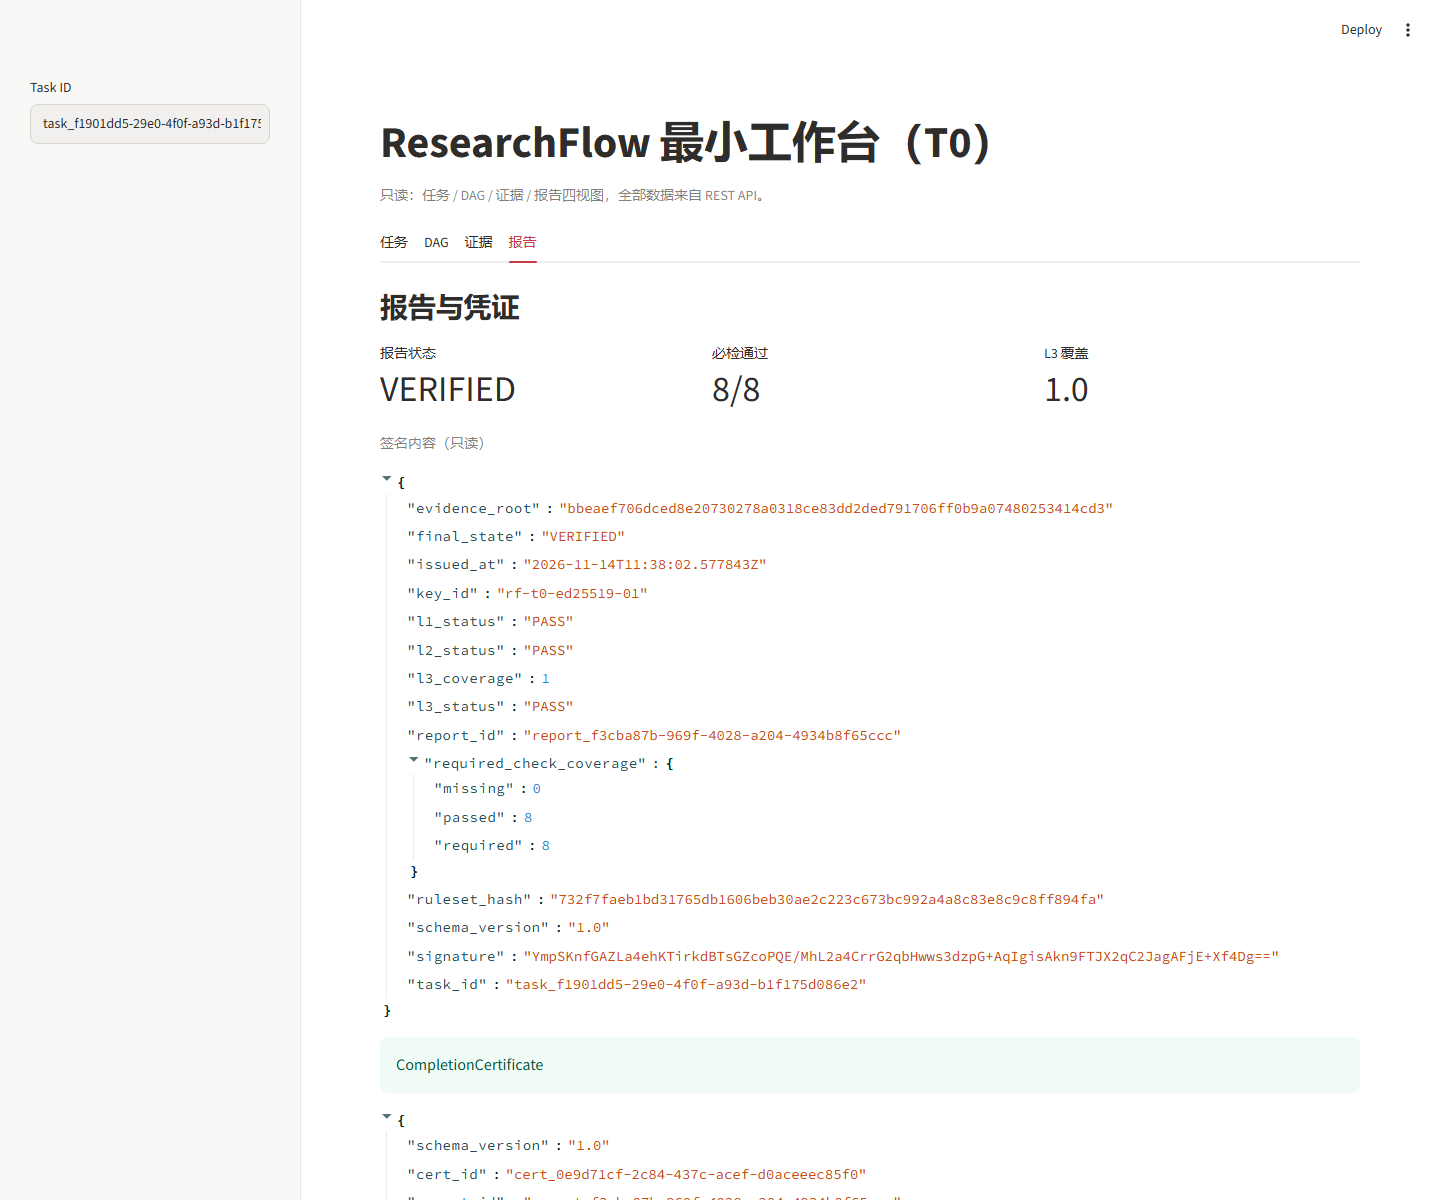 Deploy
Task ID
task_f1901dd5-29e0-4f0f-a93d-b1f175
ResearchFlow 最小工作台（T0）
只读：任务 / DAG / 证据 / 报告四视图，全部数据来自 REST API。
任务 DAG 证据 报告
报告与凭证
报告状态 必检通过 L3 覆盖
VERIFIED 8/8 1.0
签名内容（只读）
{
"evidence_root" : "bbeaef706dced8e20730278a0318ce83dd2ded791706ff0b9a07480253414cd3"
"final_state" : "VERIFIED"
"issued_at" : "2026-11-14T11:38:02.577843Z"
"key_id" : "rf-t0-ed25519-01"
"l1_status" : "PASS"
"l2_status" : "PASS"
"l3_coverage" : 1
"l3_status" : "PASS"
"report_id" : "report_f3cba87b-969f-4028-a204-4934b8f65ccc"
"required_check_coverage" : {
"missing" : 0
"passed" : 8
"required" : 8
}
"ruleset_hash" : "732f7faeb1bd31765db1606beb30ae2c223c673bc992a4a8c83e8c9c8ff894fa"
"schema_version" : "1.0"
"signature" : "YmpSKnfGAZLa4ehKTirkdBTsGZcoPQE/MhL2a4CrrG2qbHwws3dzpG+AqIgisAkn9FTJX2qC2JagAFjE+Xf4Dg=="
"task_id" : "task_f1901dd5-29e0-4f0f-a93d-b1f175d086e2"
}
CompletionCertificate
{
"schema_version" : "1.0"
"cert_id" : "cert_0e9d71cf-2c84-437c-acef-d0aceeec85f0"